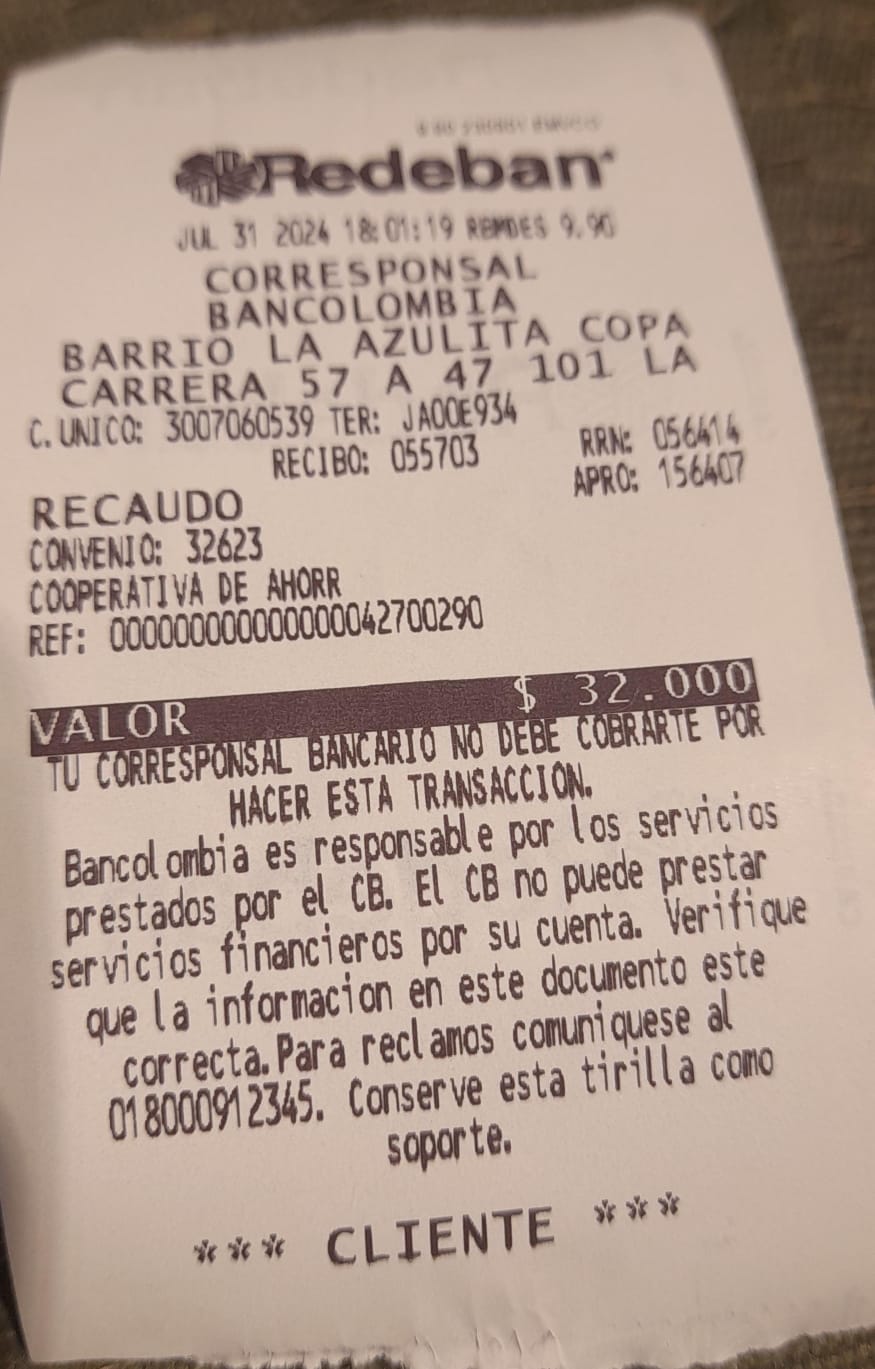 Redeban
JUL 31 2024 18:01:19 RBMDES 9.90
CORRESPONSAL
BANCOLOMBIA
BARRIO LA AZULITA COPA
CARRERA 57 A 47 101 LA
C. UNICO: 3007060539 TER: JA00E934
RECIBO: 055703 RRN: 056414
APRO: 156407
RECAUDO
CONVENIO: 32623
COOPERATIVA DE AHORR
REF: 000000000000000042700290
VALOR $ 32.000
TU CORRESPONSAL BANCARIO NO DEBE COBRARTE POR
HACER ESTA TRANSACCION.
Bancolombia es responsable por los servicios
prestados por el CB. El CB no puede prestar
servicios financieros por su cuenta. Verifique
que la informacion en este documento este
correcta.Para reclamos comuniquese al
018000912345. Conserve esta tirilla como
soporte.
*** CLIENTE ***